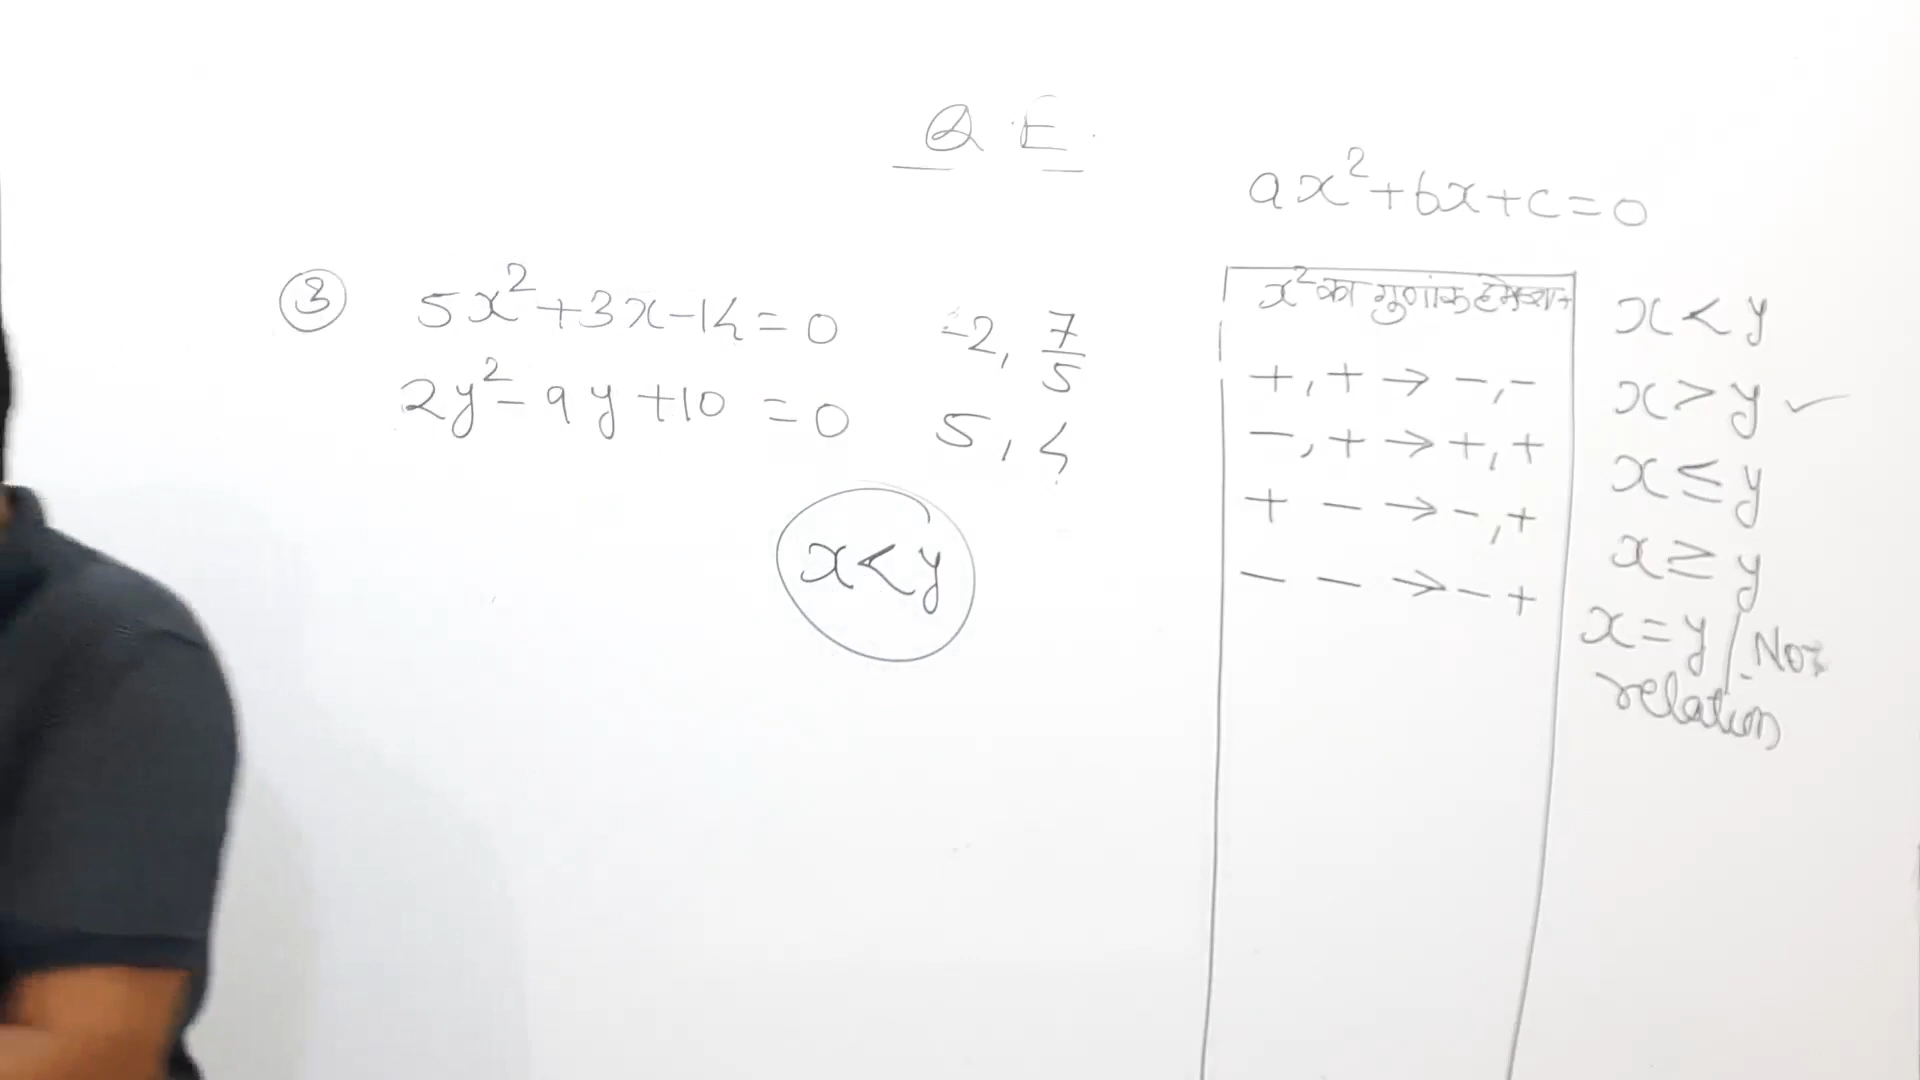 Q.E.
ax²+bx+c=0
③ 5x²+3x-14=0 -2, 7/5
2y²-9y+10=0 5, 4
x<y
x² का गुणांक हमेशा +
+,+ → -,-
-,+ → +,+
+ - → -,+
- - → - +
x<y
x>y ✓
x≤y
x≥y
x=y/No
relation